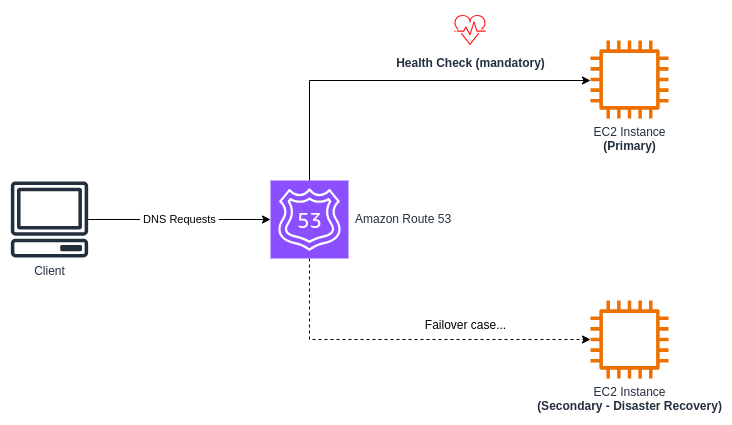 Health Check (mandatory)
EC2 Instance
(Primary)
DNS Requests
53
Amazon Route 53
Client
Failover case...
EC2 Instance
(Secondary - Disaster Recovery)